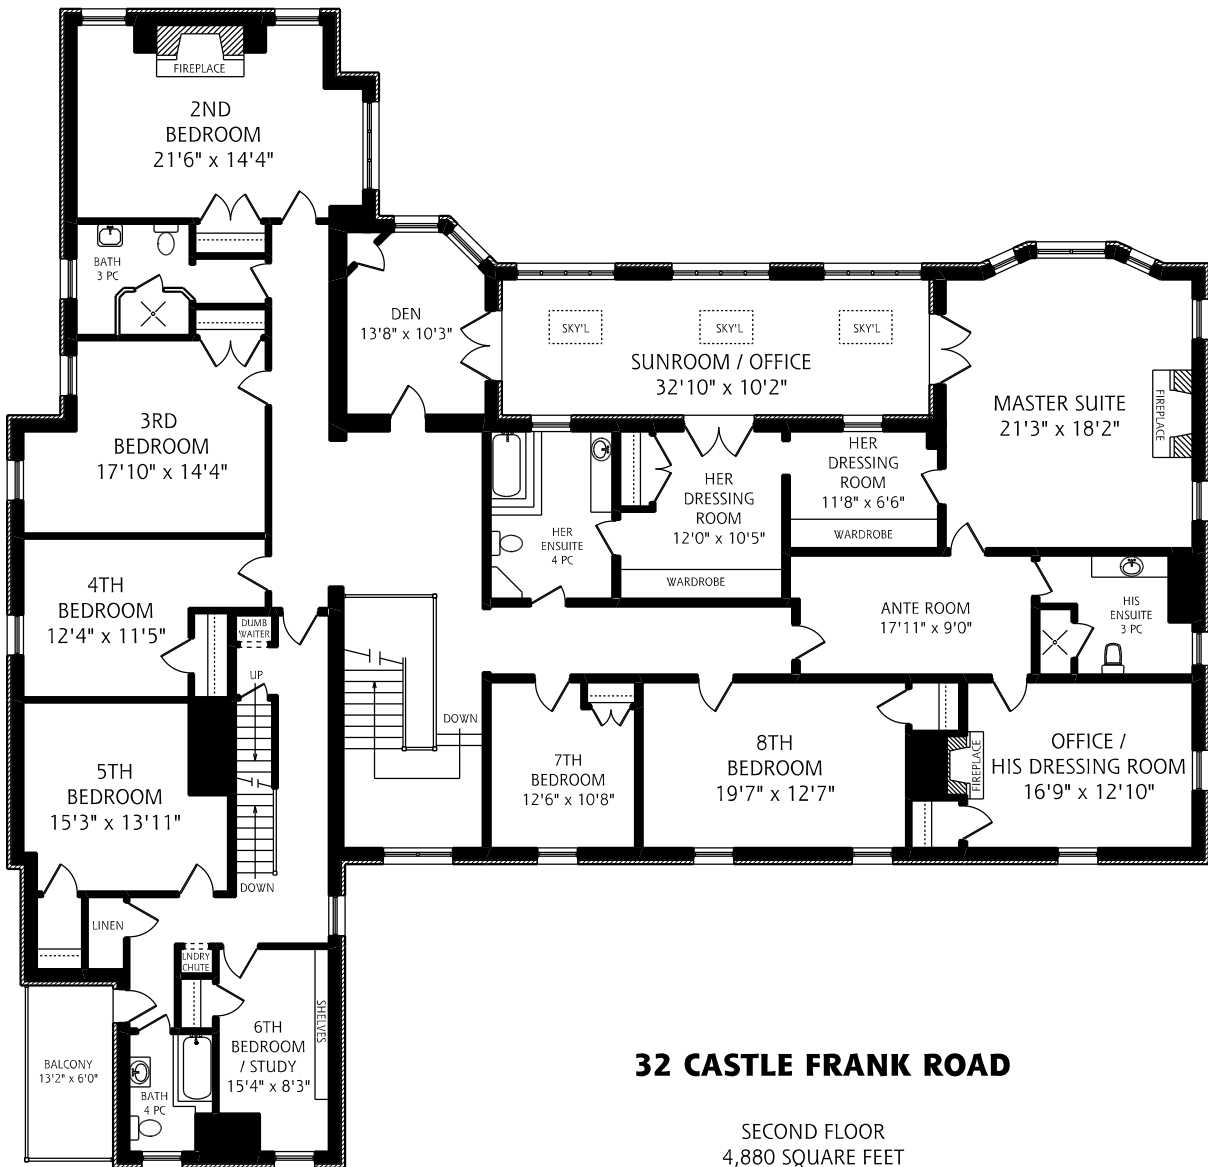 FIREPLACE
2ND
BEDROOM
21'6" x 14'4"
BATH
3 PC
DEN
13'8" x 10'3"
SKY'L
SKY'L
SKY'L
SUNROOM / OFFICE
32'10" x 10'2"
MASTER SUITE
21'3" x 18'2"
FIREPLACE
3RD
BEDROOM
17'10" x 14'4"
HER
DRESSING
ROOM
11'8" x 6'6"
WARDROBE
HER
DRESSING
ROOM
12'0" x 10'5"
WARDROBE
HER
ENSUITE
4 PC
4TH
BEDROOM
12'4" x 11'5"
DUMB
WAITER
UP
ANTE ROOM
17'11" x 9'0"
HIS
ENSUITE
3 PC
DOWN
5TH
BEDROOM
15'3" x 13'11"
DOWN
7TH
BEDROOM
12'6" x 10'8"
8TH
BEDROOM
19'7" x 12'7"
FIREPLACE
OFFICE /
HIS DRESSING ROOM
16'9" x 12'10"
LINEN
LNDRY
CHUTE
SHELVES
6TH
BEDROOM
/ STUDY
15'4" x 8'3"
BALCONY
13'2" x 6'0"
BATH
4 PC
32 CASTLE FRANK ROAD
SECOND FLOOR
4,880 SQUARE FEET